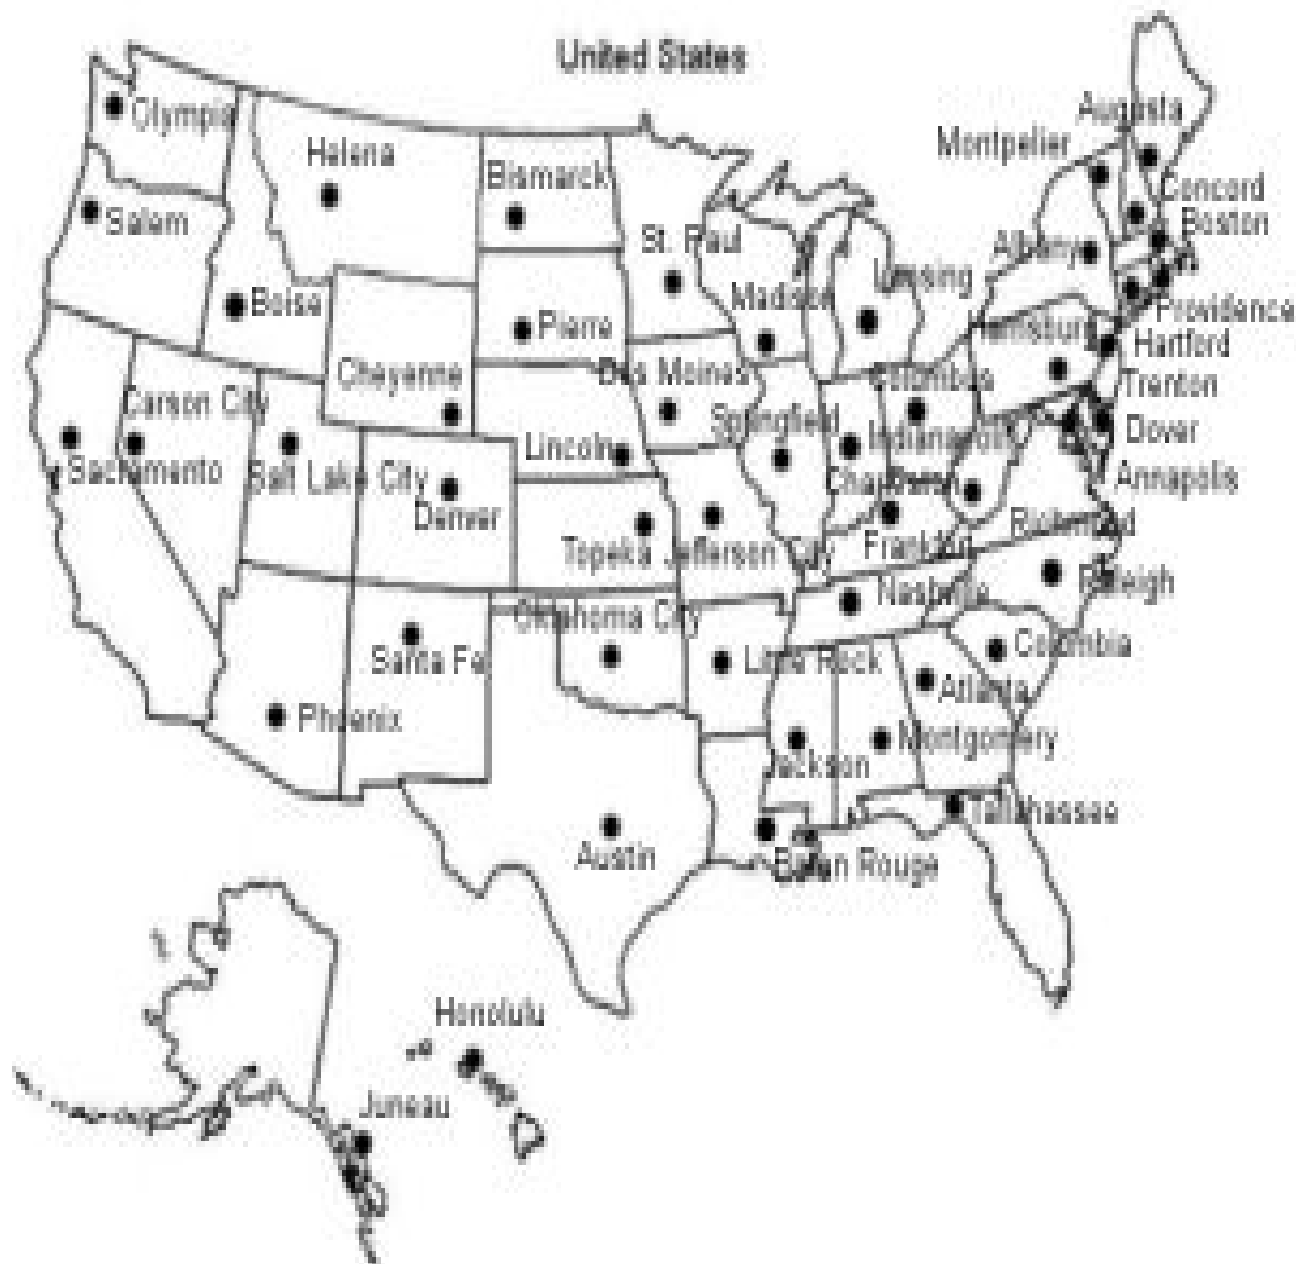 United States
Olympia
Helena
Bismarck
Montpelier
Augusta
Salem
St. Paul
Concord
Boston
Albany
Boise
Pierre
Madison
Lansing
Providence
Harrisburg
Hartford
Cheyenne
Des Moines
Columbus
Trenton
Carson City
Springfield
Dover
Sacramento
Salt Lake City
Lincoln
Indianapolis
Annapolis
Denver
Charleston
Richmond
Topeka
Jefferson City
Frankfort
Nashville
Raleigh
Oklahoma City
Santa Fe
Little Rock
Columbia
Atlanta
Phoenix
Jackson
Montgomery
Tallahassee
Austin
Baton Rouge
Honolulu
Juneau